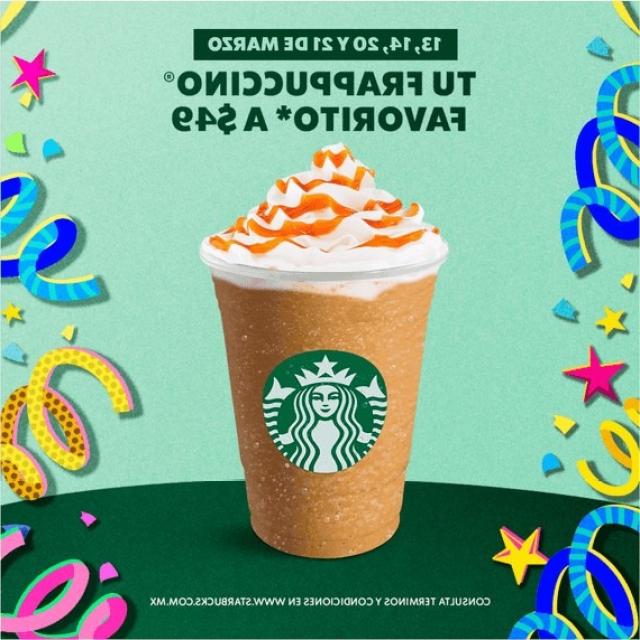 13, 14, 20 Y 21 DE MARZO
TU FRAPPUCCINO®
FAVORITO* A $49
CONSULTA TERMINOS Y CONDICIONES EN WWW.STARBUCKS.COM.MX